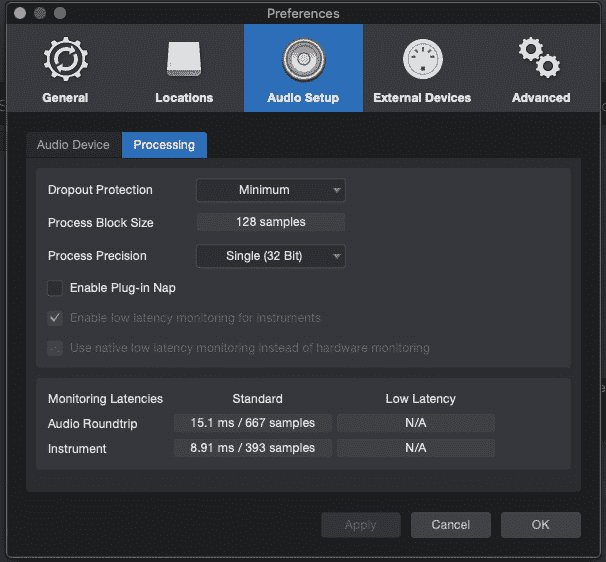 Preferences
General Locations Audio Setup External Devices Advanced
Audio Device Processing
Dropout Protection Minimum
Process Block Size 128 samples
Process Precision Single (32 Bit)
Enable Plug-in Nap
Enable low latency monitoring for instruments
Use native low latency monitoring instead of hardware monitoring
Monitoring Latencies Standard Low Latency
Audio Roundtrip 15.1 ms / 667 samples N/A
Instrument 8.91 ms / 393 samples N/A
Apply Cancel OK